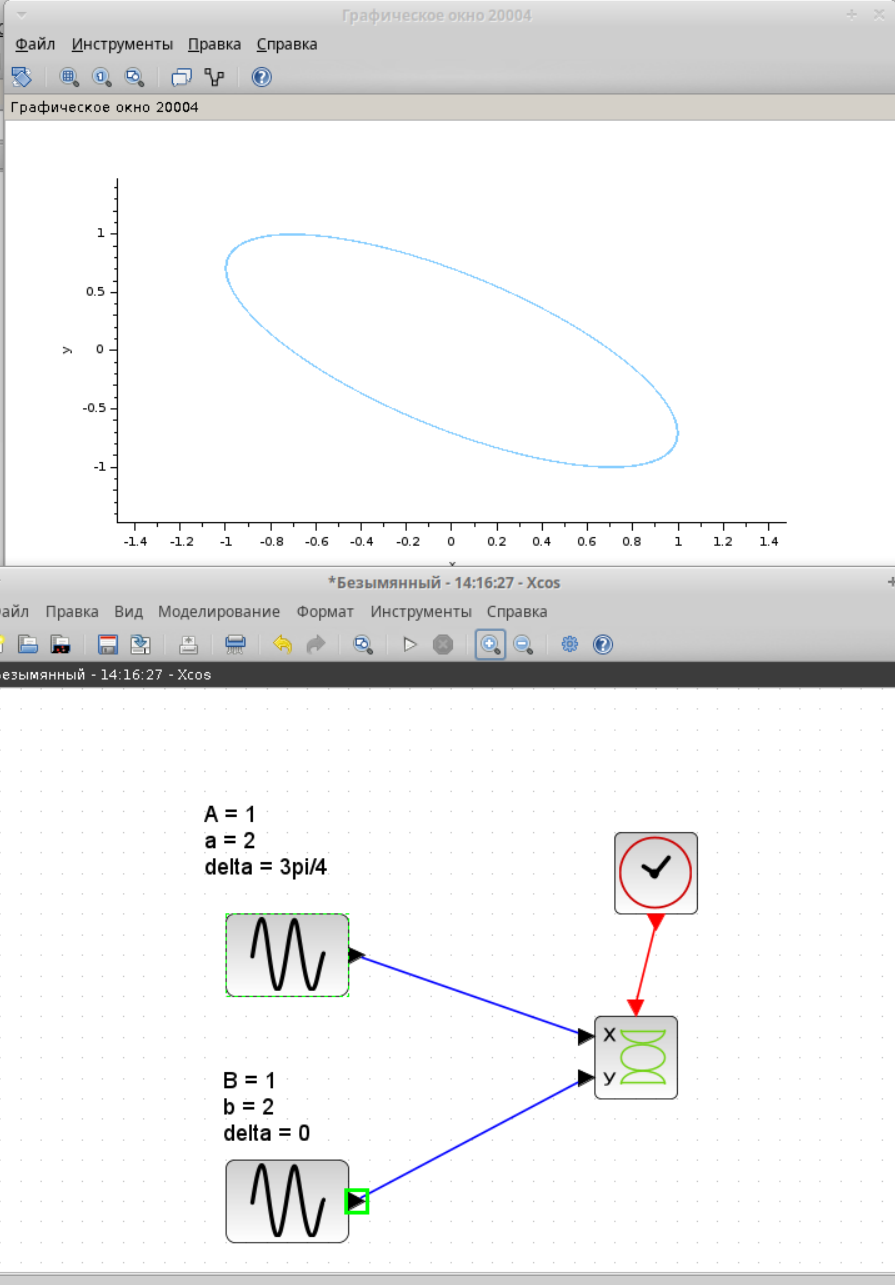 Графическое окно 20004
Файл Инструменты Правка Справка
Графическое окно 20004
1
0.5
y 0
-0.5
-1
-1.4 -1.2 -1 -0.8 -0.6 -0.4 -0.2 0 0.2 0.4 0.6 0.8 1 1.2 1.4
*Безымянный - 14:16:27 - Xcos
айл Правка Вид Моделирование Формат Инструменты Справка
езымянный - 14:16:27 - Xcos
A = 1
a = 2
delta = 3pi/4
X
y
B = 1
b = 2
delta = 0